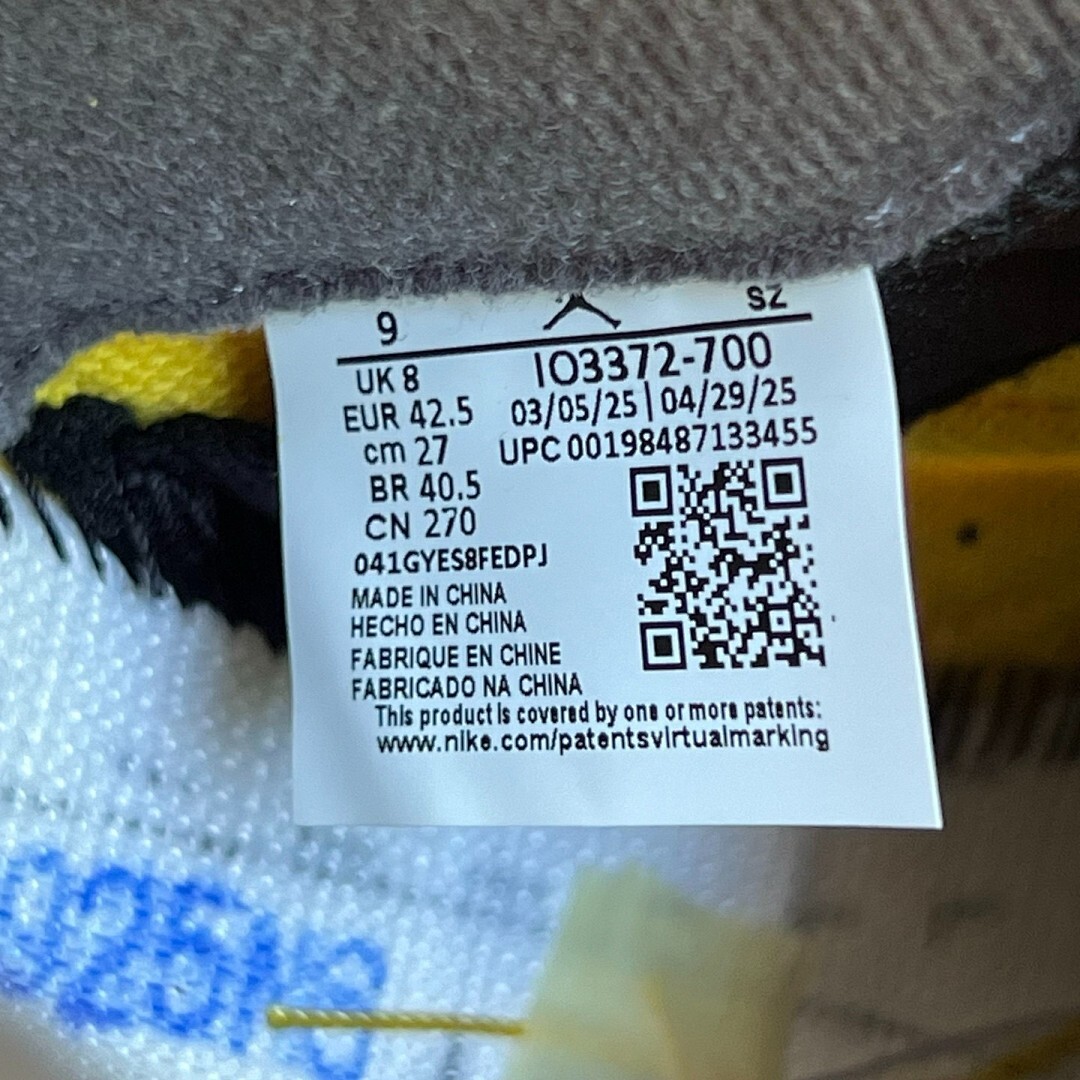 9 SZ
UK 8 IO3372-700
EUR 42.5 03/05/25 | 04/29/25
cm 27 UPC 00198487133455
BR 40.5
CN 270
041GYES8FEDPJ
MADE IN CHINA
HECHO EN CHINA
FABRIQUE EN CHINE
FABRICADO NA CHINA
This product is covered by one or more patents:
www.nike.com/patentsvirtualmarking